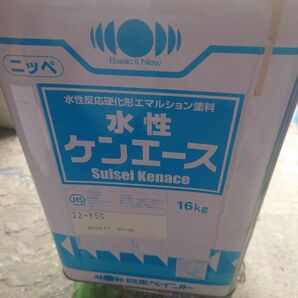 Basic & New
ニッペ
水性反応硬化形エマルション塗料
水性
ケンエース
Suisei Kenace
JIS
16kg
22-85C
日本ペイント